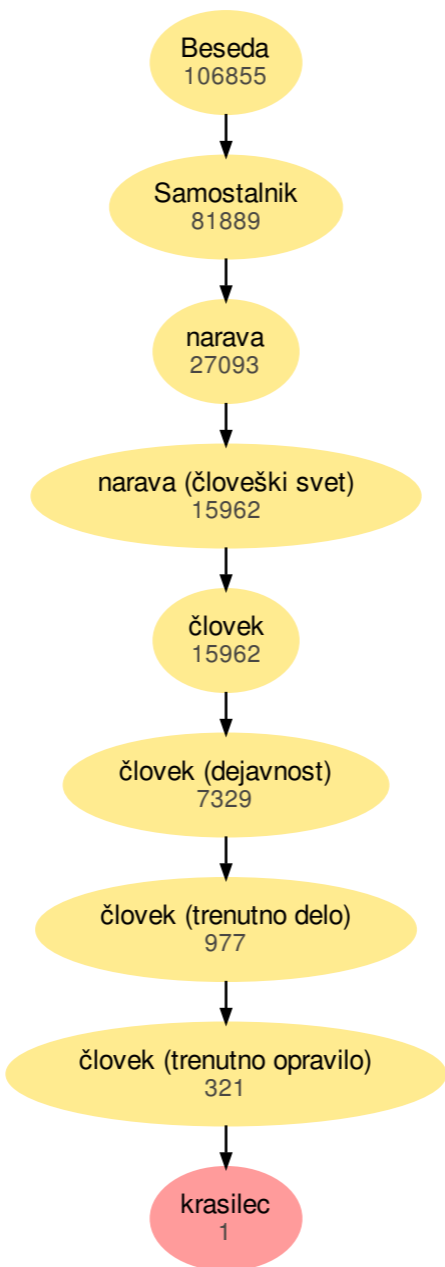 Beseda
106855
Samostalnik
81889
narava
27093
narava (človeški svet)
15962
človek
15962
človek (dejavnost)
7329
človek (trenutno delo)
977
človek (trenutno opravilo)
321
krasilec
1